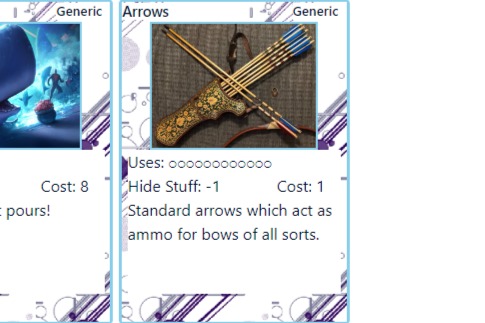 Generic
Cost: 8
pours!
Arrows Generic
Uses: ○○○○○○○○○○○○
Hide Stuff: -1 Cost: 1
Standard arrows which act as
ammo for bows of all sorts.